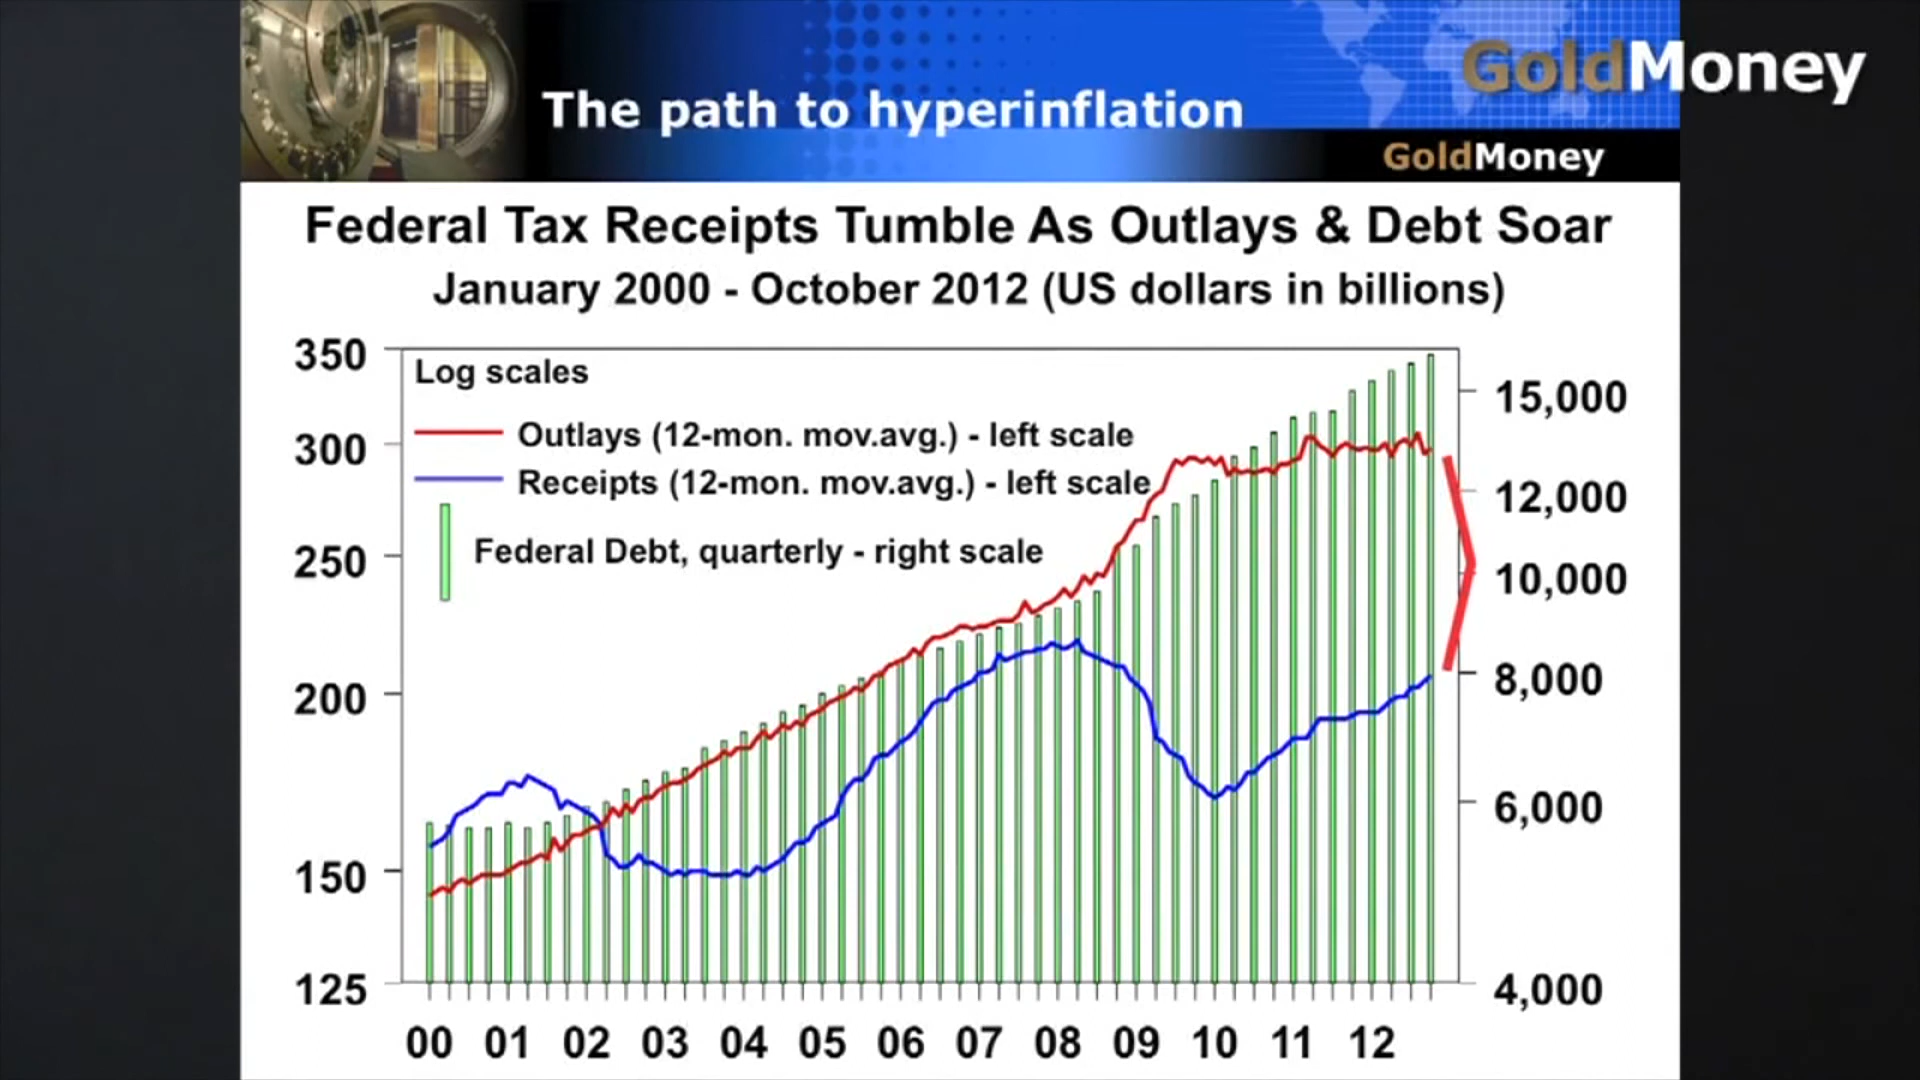 GoldMoney
The path to hyperinflation
GoldMoney
Federal Tax Receipts Tumble As Outlays & Debt Soar
January 2000 - October 2012 (US dollars in billions)
Log scales
Outlays (12-mon. mov.avg.) - left scale
Receipts (12-mon. mov.avg.) - left scale
Federal Debt, quarterly - right scale
350
300
250
200
150
125
15,000
12,000
10,000
8,000
6,000
4,000
00 01 02 03 04 05 06 07 08 09 10 11 12